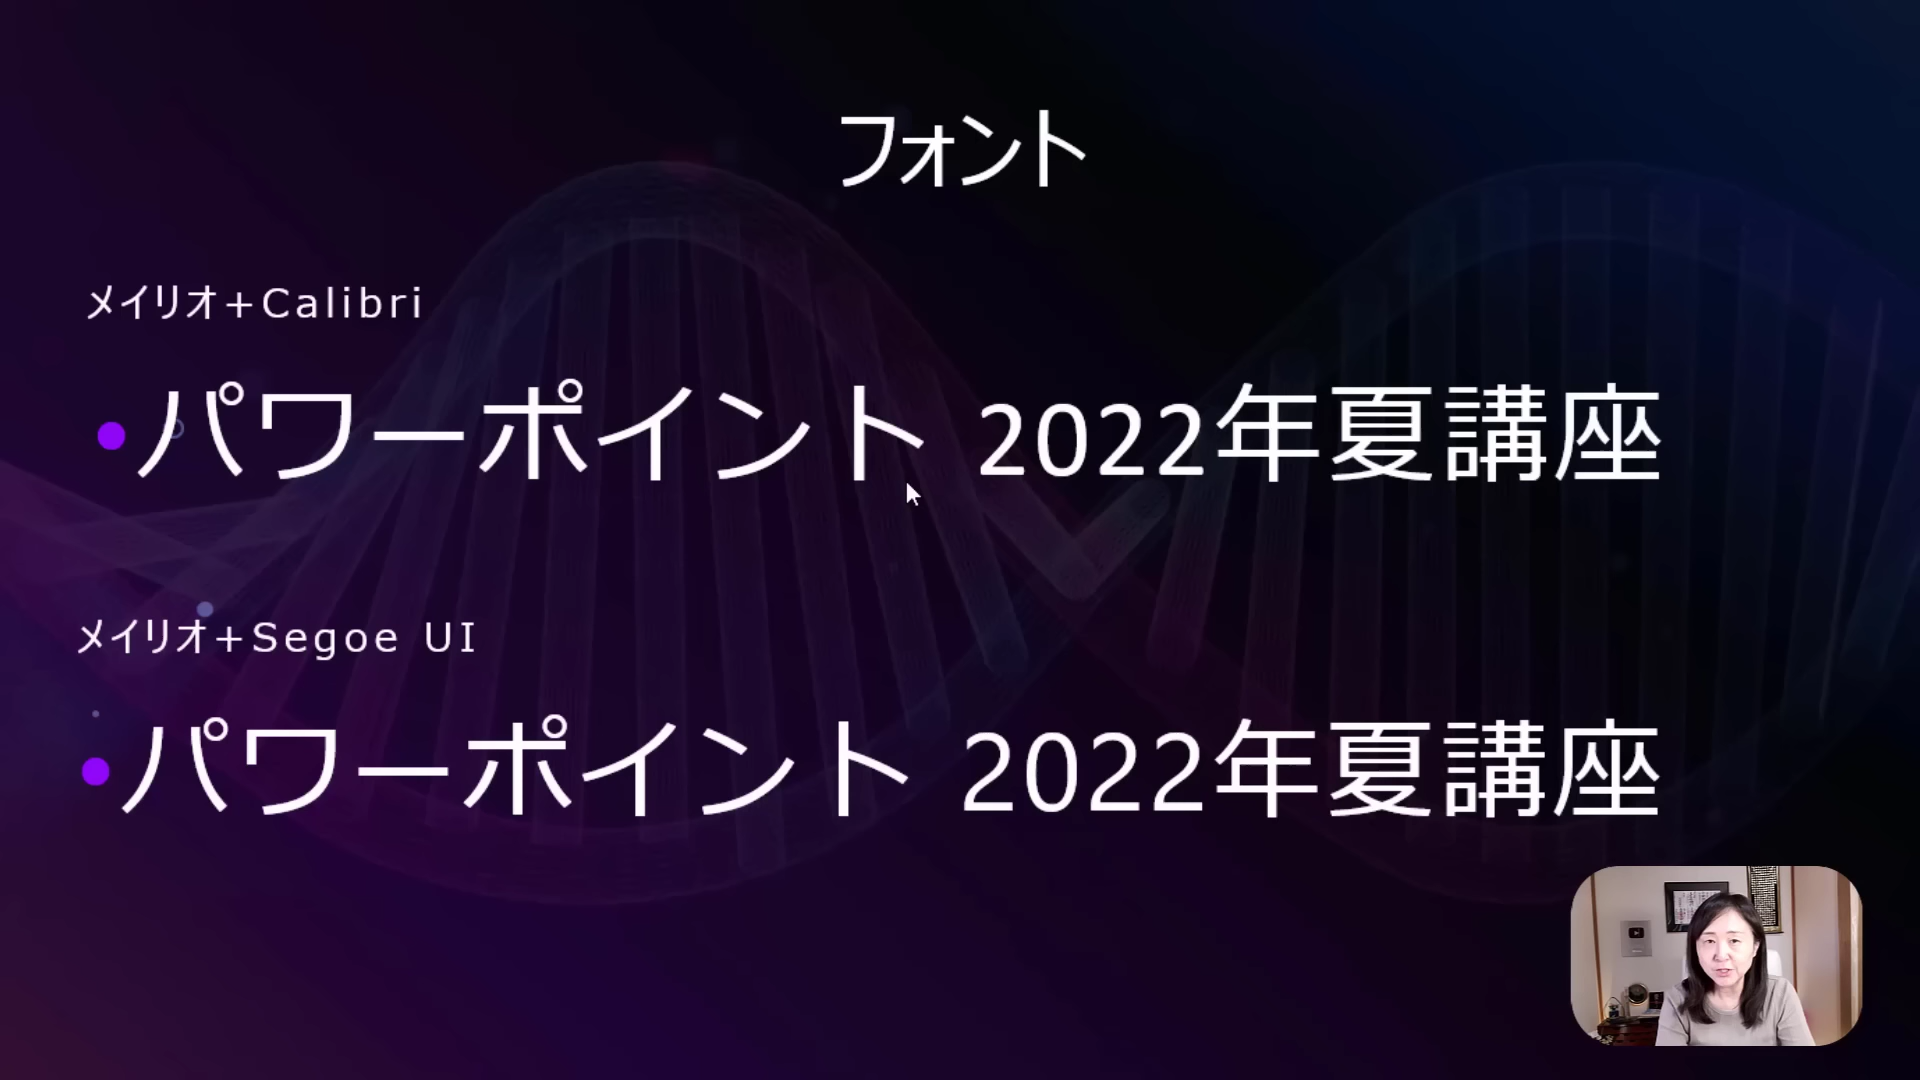 フォント
メイリオ+Calibri
•パワーポイント 2022年夏講座
メイリオ+Segoe UI
•パワーポイント 2022年夏講座